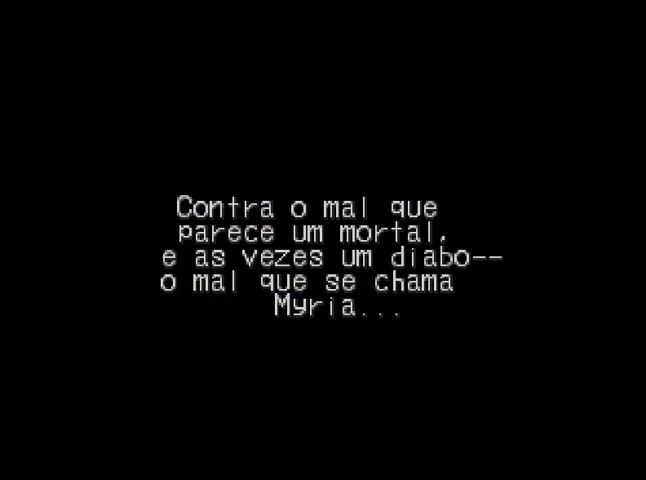 Contra o mal que
parece um mortal,
e as vezes um diabo--
o mal que se chama
Myria...